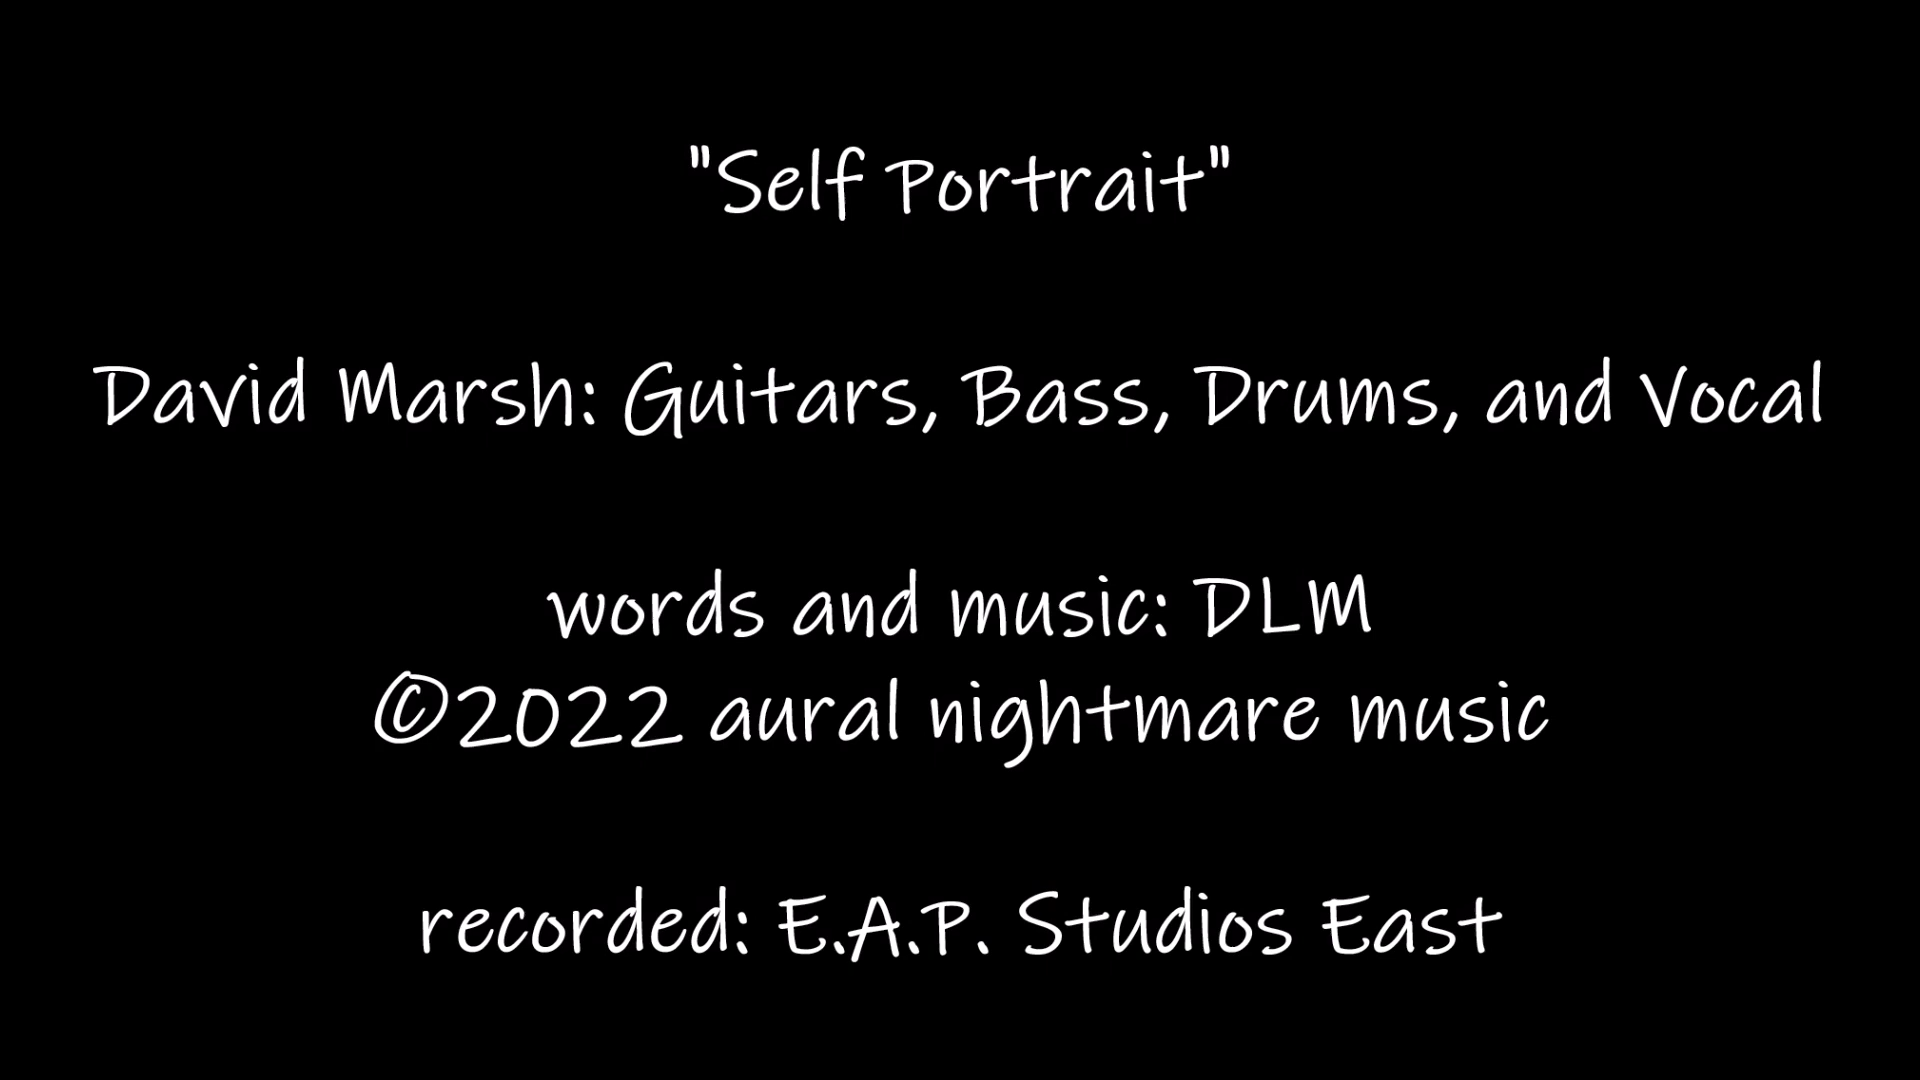 "Self Portrait"
David Marsh: Guitars, Bass, Drums, and Vocal
words and music: DLM
©2022 aural nightmare music
recorded: E.A.P. Studios East